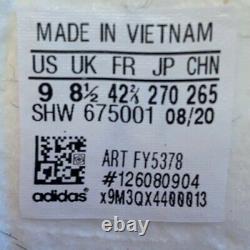 MADE IN VIETNAM
US UK FR JP CHN
9 8½ 42⅔ 270 265
SHW 675001 08/20
ART FY5378
#126080904
adidas® x9M3QX4400013